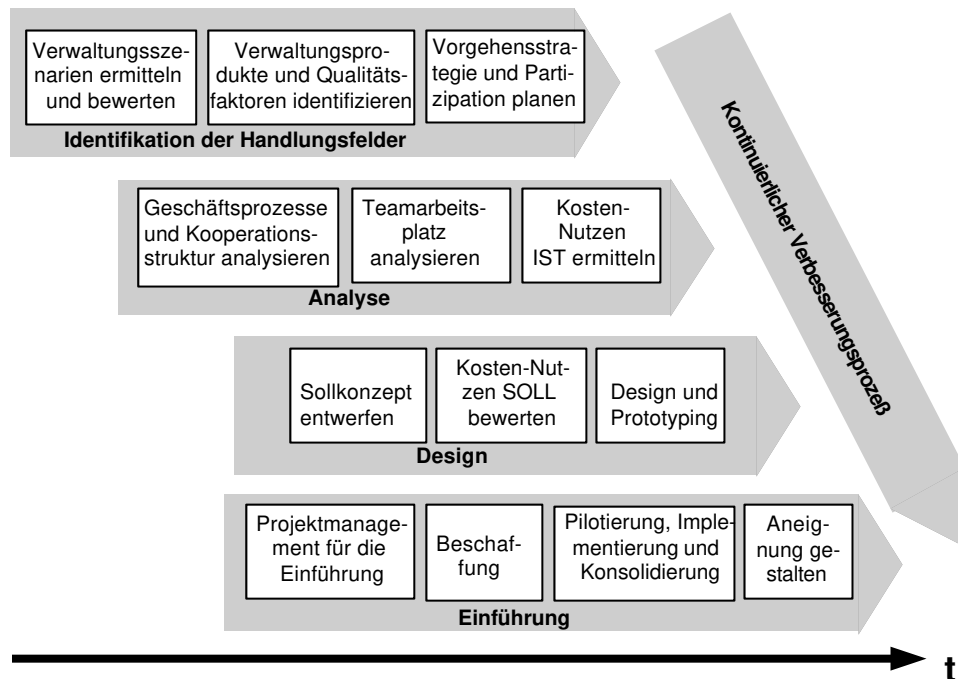 Verwaltungssze-
narien ermitteln
und bewerten
Verwaltungspro-
dukte und Qualitäts-
faktoren identifizieren
Vorgehensstra-
tegie und Parti-
zipation planen
Identifikation der Handlungsfelder
Geschäftsprozesse
und Kooperations-
struktur analysieren
Teamarbeits-
platz
analysieren
Kosten-
Nutzen
IST ermitteln
Analyse
Sollkonzept
entwerfen
Kosten-Nut-
zen SOLL
bewerten
Design und
Prototyping
Design
Projektmanage-
ment für die
Einführung
Beschaf-
fung
Pilotierung, Imple-
mentierung und
Konsolidierung
Aneig-
nung ge-
stalten
Einführung
Kontinuierlicher Verbesserungsprozeß
t